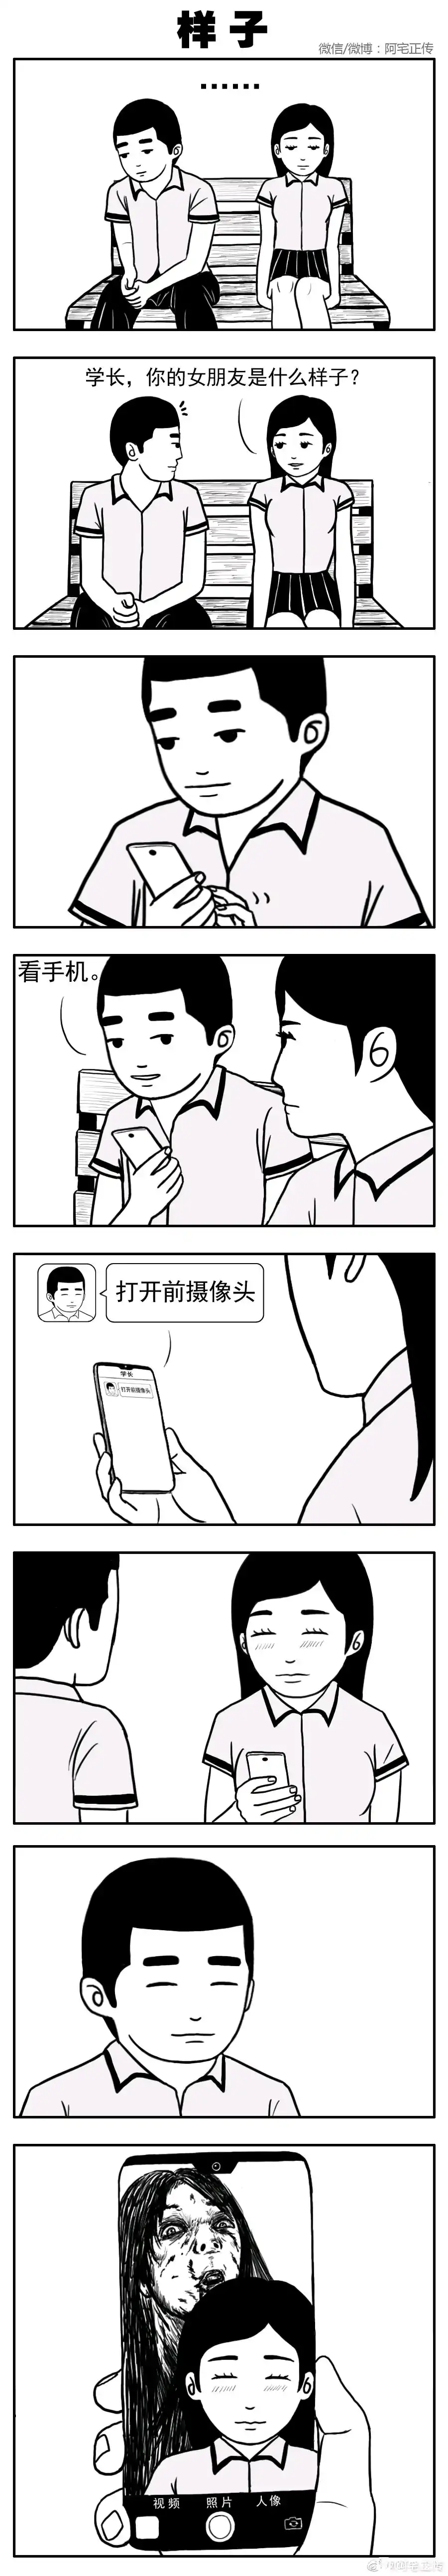 样子
微信/微博：阿宅正传
……
学长，你的女朋友是什么样子？
看手机。
打开前摄像头
学长
打开前摄像头
视频 照片 人像